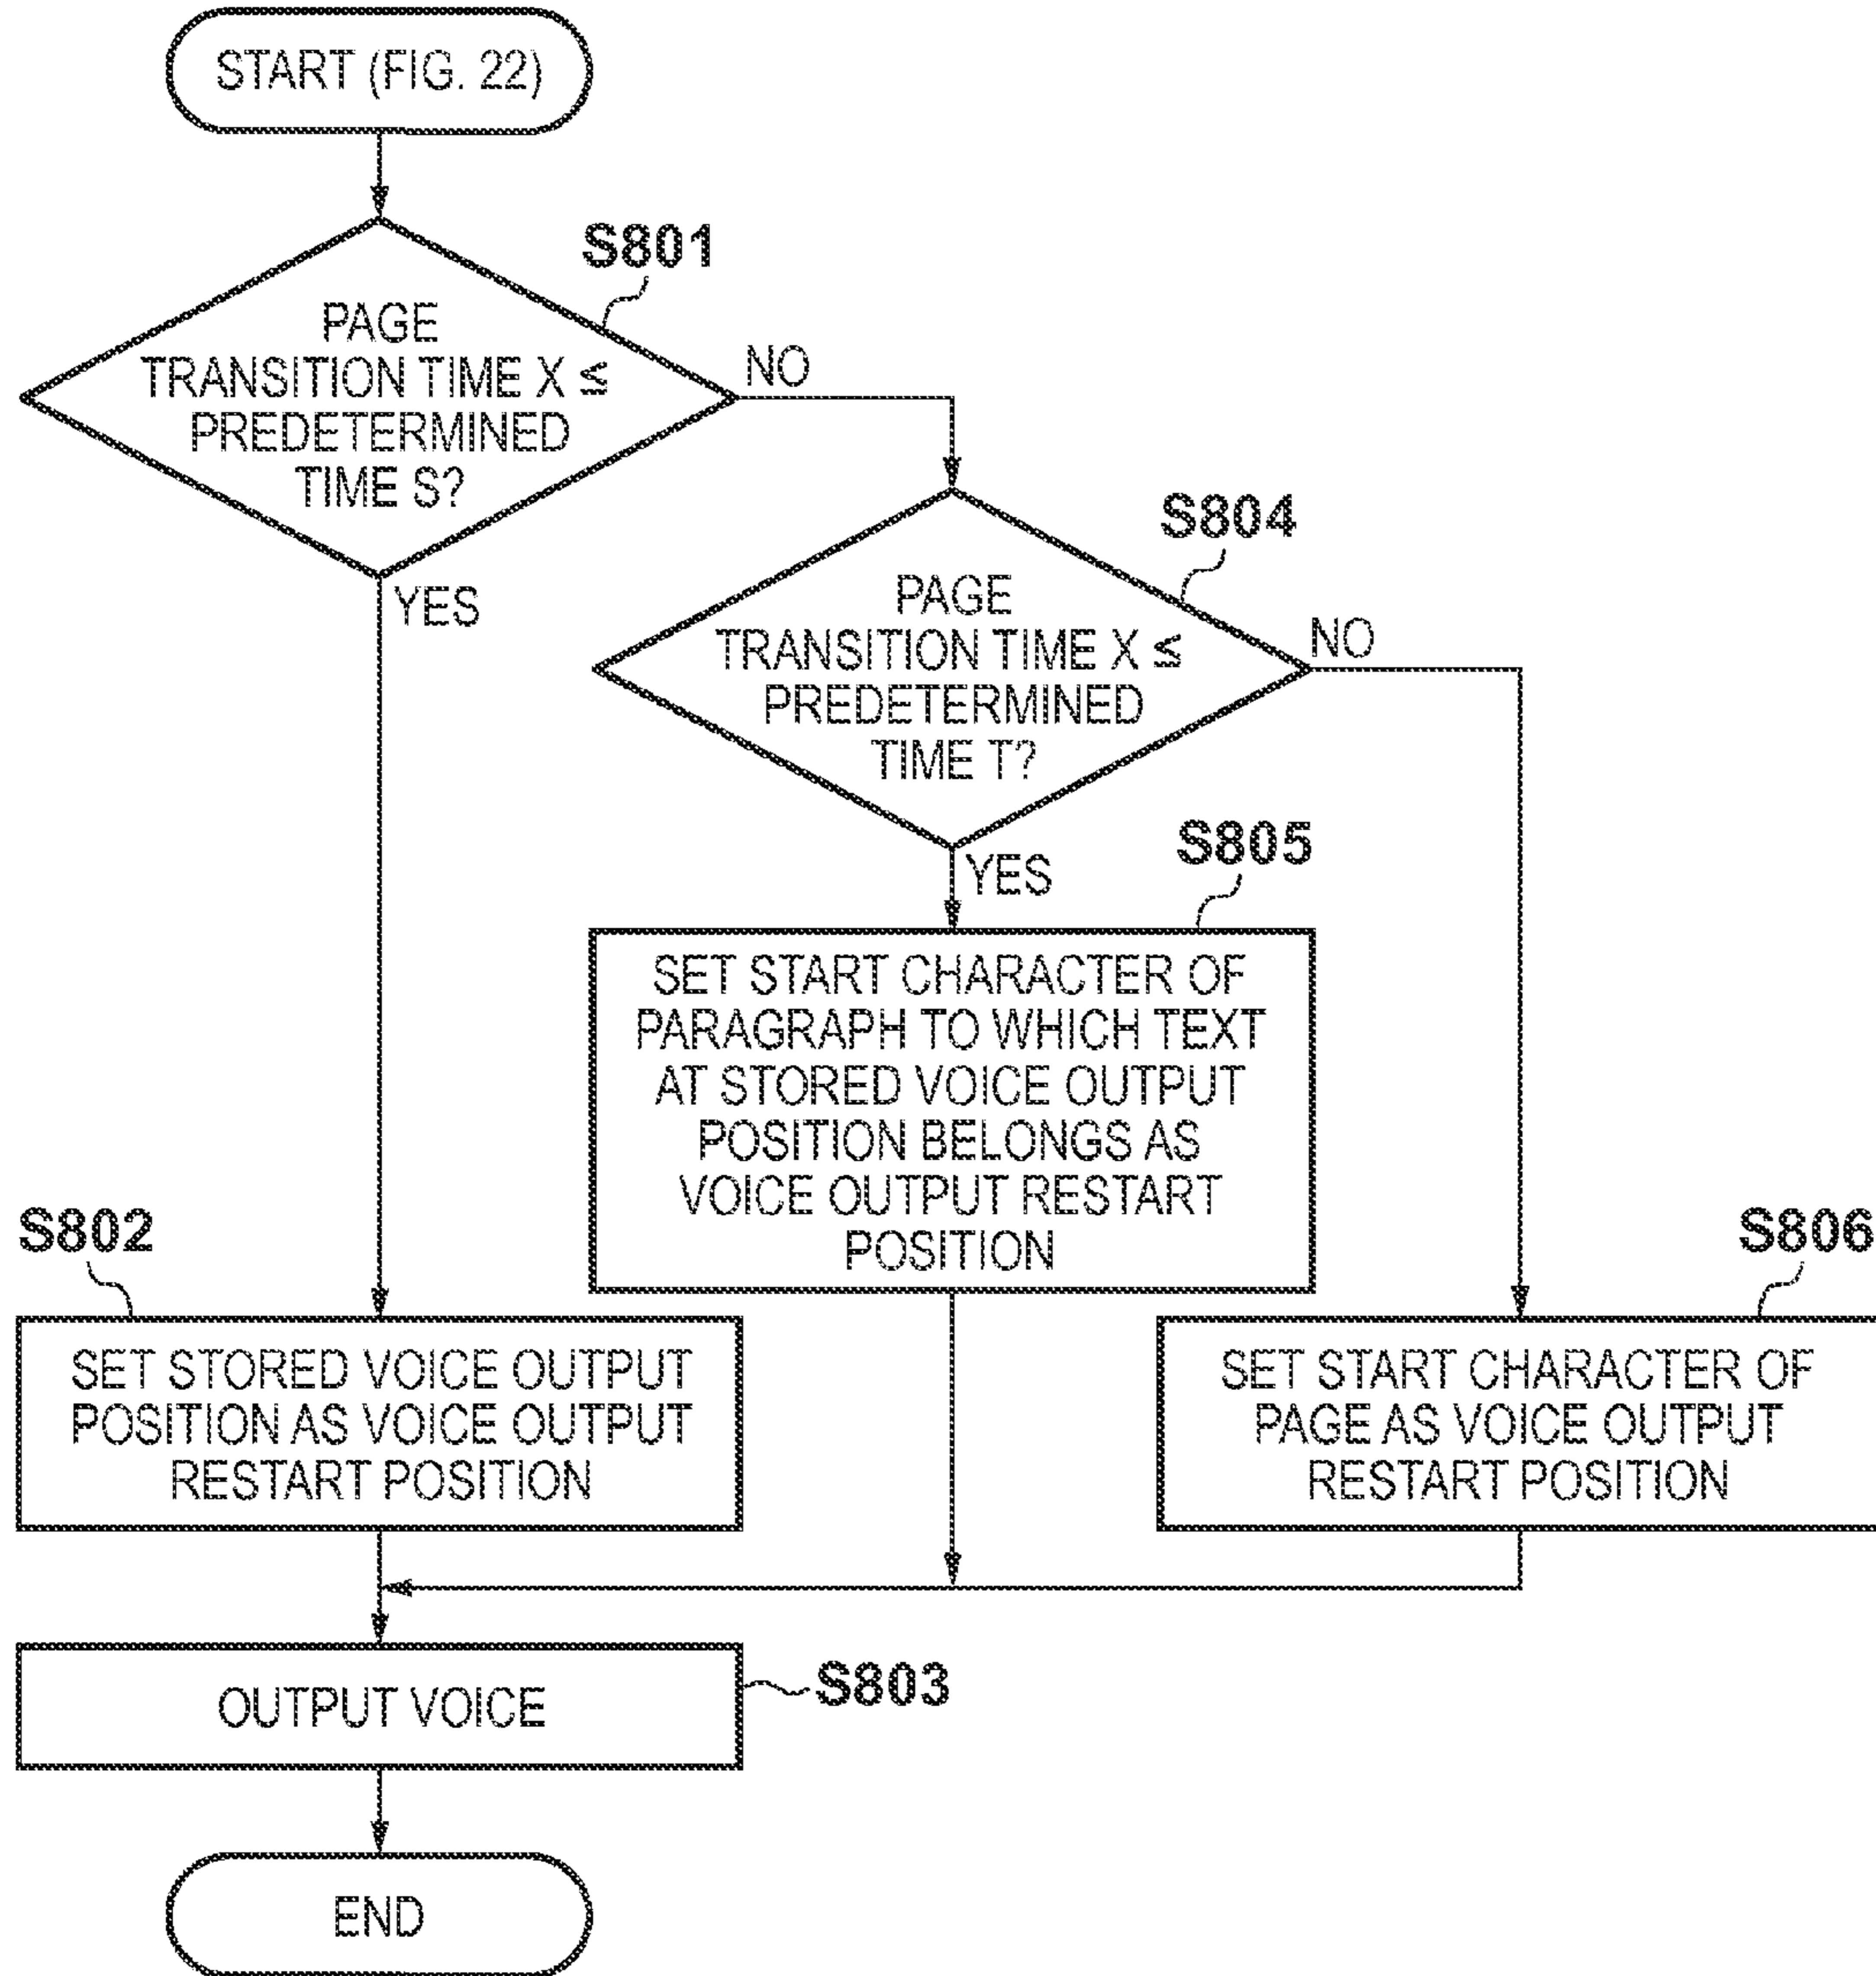 START (FIG. 22)
S801
PAGE
TRANSITION TIME X ≤
PREDETERMINED
TIME S?
NO
YES
S804
PAGE
TRANSITION TIME X ≤
PREDETERMINED
TIME T?
NO
YES
S805
SET START CHARACTER OF
PARAGRAPH TO WHICH TEXT
AT STORED VOICE OUTPUT
POSITION BELONGS AS
VOICE OUTPUT RESTART
POSITION
S802
SET STORED VOICE OUTPUT
POSITION AS VOICE OUTPUT
RESTART POSITION
S806
SET START CHARACTER OF
PAGE AS VOICE OUTPUT
RESTART POSITION
OUTPUT VOICE
S803
END